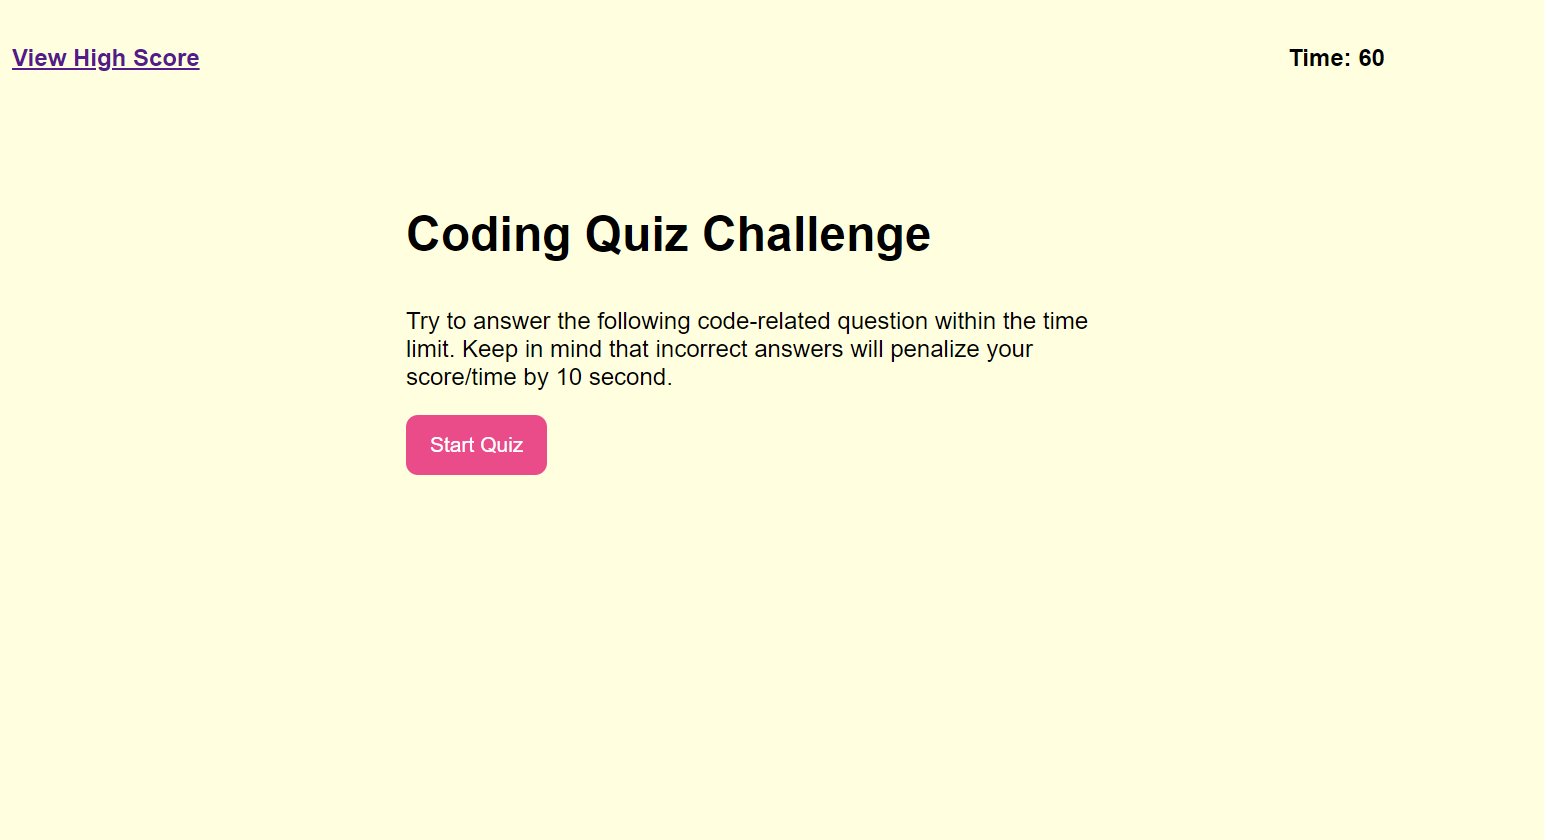 View High Score
Time: 60
Coding Quiz Challenge
Try to answer the following code-related question within the time
limit. Keep in mind that incorrect answers will penalize your
score/time by 10 second.
Start Quiz